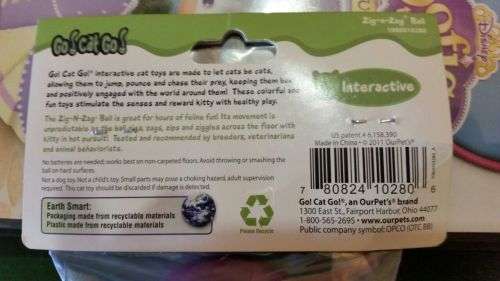 Go! Cat Go!
Zig-n-Zag™ Ball
Go! Cat Go!® interactive cat toys are made to let cats be cats,
allowing them to jump, pounce and chase their prey, keeping them
and positively engaged with the world around them! These colorful
fun toys stimulate the senses and reward kitty with healthy play.
Interactive
The Zig-N-Zag™ Ball is great for hours of feline fun! Its movement is
unpredictable as the ball zigs, zags, zips and ziggles across the floor with
kitty in hot pursuit. Tested and recommended by breeders, veterinarians
and animal behaviorists.
No batteries are needed; works best on non-carpeted floors. Avoid throwing or smashing the
ball on hard surfaces.
Not a dog toy. Not a child's toy. Small parts may pose a choking hazard, adult supervision
required. This cat toy should be discarded if damage is detected.
US patent # 6,158,390
Made in China • © 2011 OurPet's®
7 80824 10280 6
Earth Smart:
Packaging made from recyclable materials
Plastic made from recyclable materials
Please Recycle
Go! Cat Go!®, an OurPet's® brand
1300 East St., Fairport Harbor, Ohio 44077
1-800-565-2695 • www.ourpets.com
Public company symbol: OPCO (OTC BB)
Disney